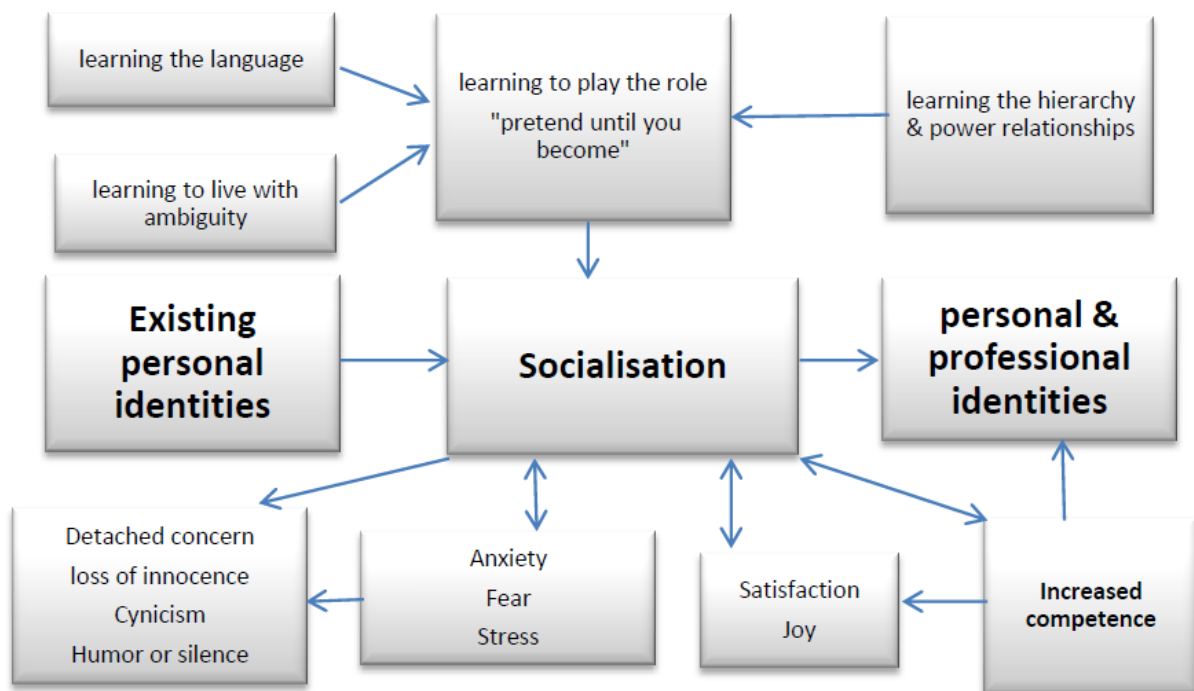 learning the language
learning to play the role
"pretend until you
become"
learning the hierarchy
& power relationships
learning to live with
ambiguity
Existing
personal
identities
Socialisation
personal &
professional
identities
Detached concern
loss of innocence
Cynicism
Humor or silence
Anxiety
Fear
Stress
Satisfaction
Joy
Increased
competence